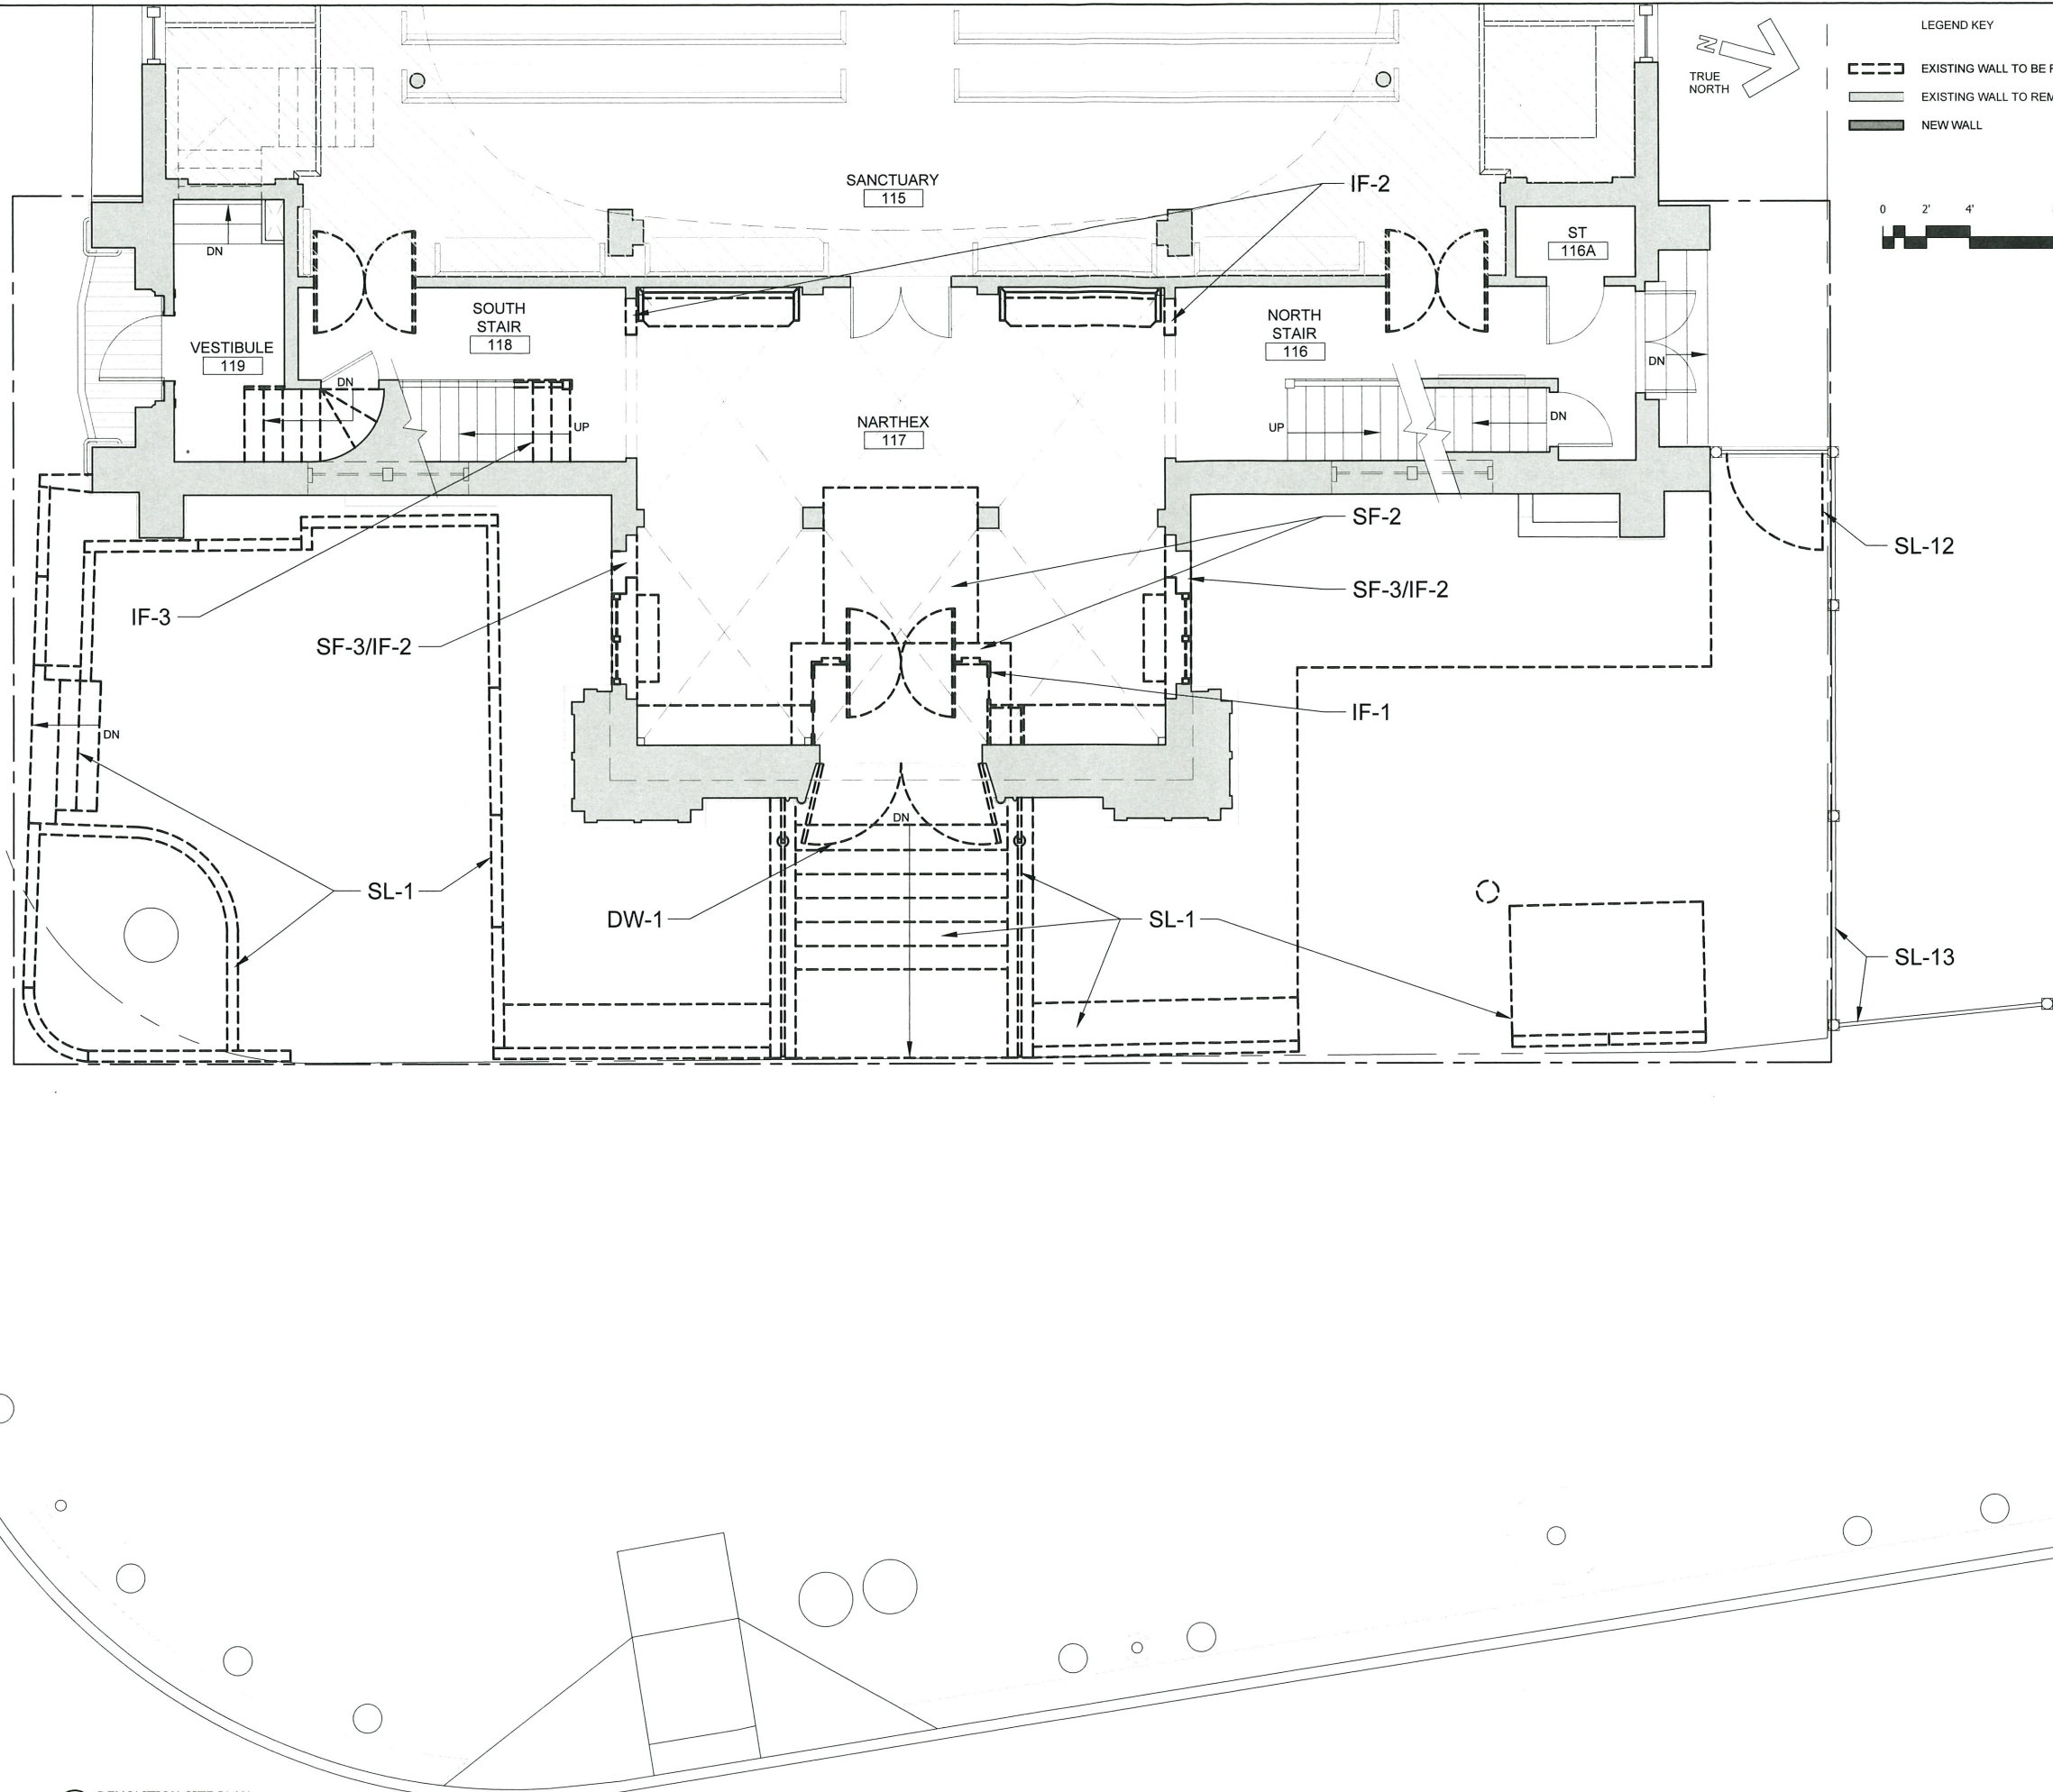 LEGEND KEY
N
TRUE
NORTH
EXISTING WALL TO BE
EXISTING WALL TO
NEW WALL
0 2' 4'
SANCTUARY
115
IF-2
ST
116A
DN
SOUTH
STAIR
118
NORTH
STAIR
116
VESTIBULE
119
DN
DN
NARTHEX
117
UP
UP
DN
SF-2
SL-12
SF-3/IF-2
IF-3
SF-3/IF-2
IF-1
DN
DN
SL-1
DW-1
SL-1
SL-13